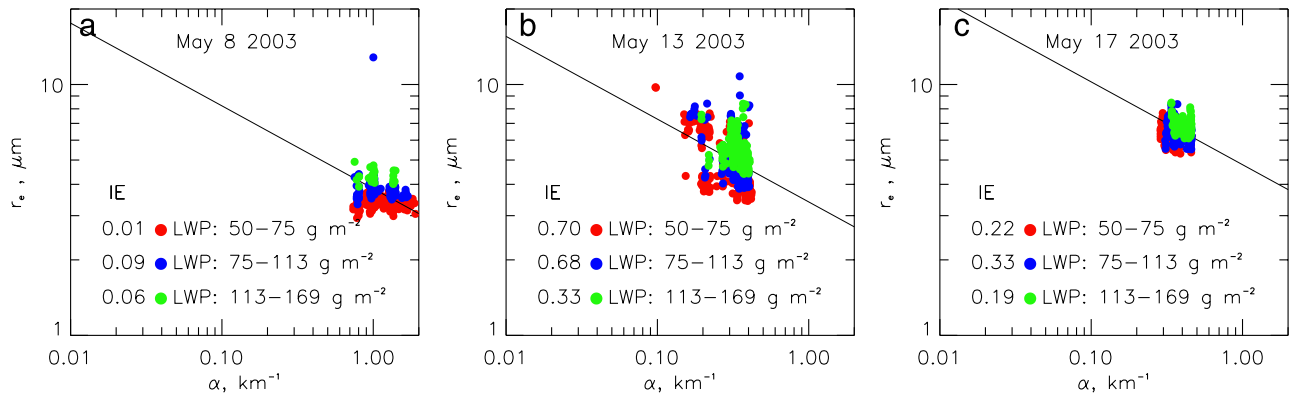 a
May 8 2003
10
1
IE
0.01 LWP: 50−75 g m⁻²
0.09 LWP: 75−113 g m⁻²
0.06 LWP: 113−169 g m⁻²
0.01 0.10 1.00
α, km⁻¹
rₑ, μm
b
May 13 2003
10
1
IE
0.70 LWP: 50−75 g m⁻²
0.68 LWP: 75−113 g m⁻²
0.33 LWP: 113−169 g m⁻²
0.01 0.10 1.00
α, km⁻¹
rₑ, μm
c
May 17 2003
10
1
IE
0.22 LWP: 50−75 g m⁻²
0.33 LWP: 75−113 g m⁻²
0.19 LWP: 113−169 g m⁻²
0.01 0.10 1.00
α, km⁻¹
rₑ, μm